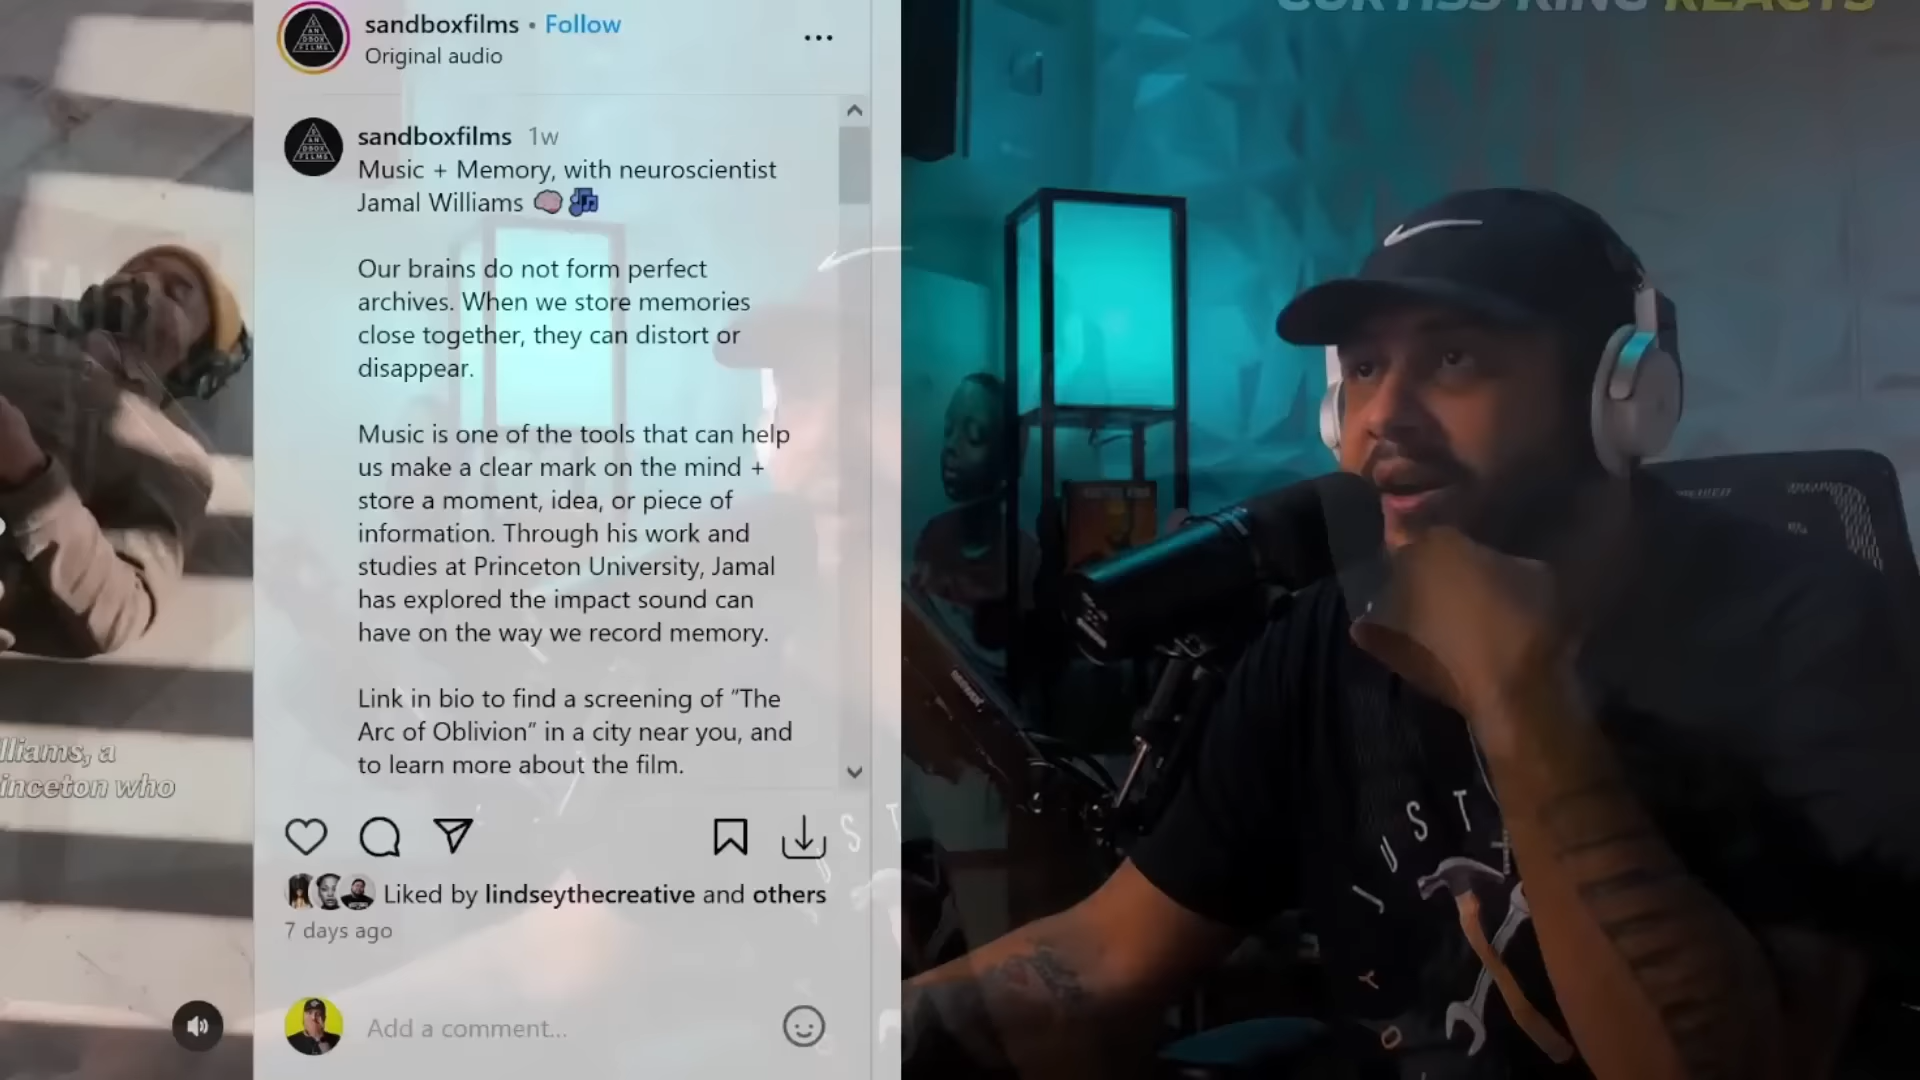 CURTISS KING REACTS
sandboxfilms • Follow
Original audio
sandboxfilms 1w
Music + Memory, with neuroscientist
Jamal Williams
Our brains do not form perfect
archives. When we store memories
close together, they can distort or
disappear.
Music is one of the tools that can help
us make a clear mark on the mind +
store a moment, idea, or piece of
information. Through his work and
studies at Princeton University, Jamal
has explored the impact sound can
have on the way we record memory.
Link in bio to find a screening of "The
Arc of Oblivion" in a city near you, and
to learn more about the film.
lliams, a
inceton who
Liked by lindseythecreative and others
7 days ago
Add a comment...
UST